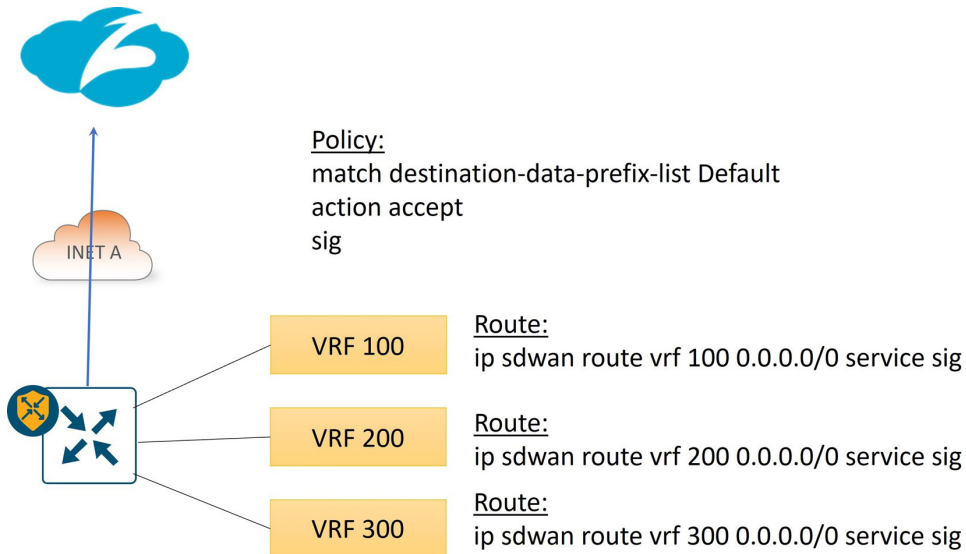 Policy:
match destination-data-prefix-list Default
action accept
sig
INET A
VRF 100
Route:
ip sdwan route vrf 100 0.0.0.0/0 service sig
VRF 200
Route:
ip sdwan route vrf 200 0.0.0.0/0 service sig
VRF 300
Route:
ip sdwan route vrf 300 0.0.0.0/0 service sig